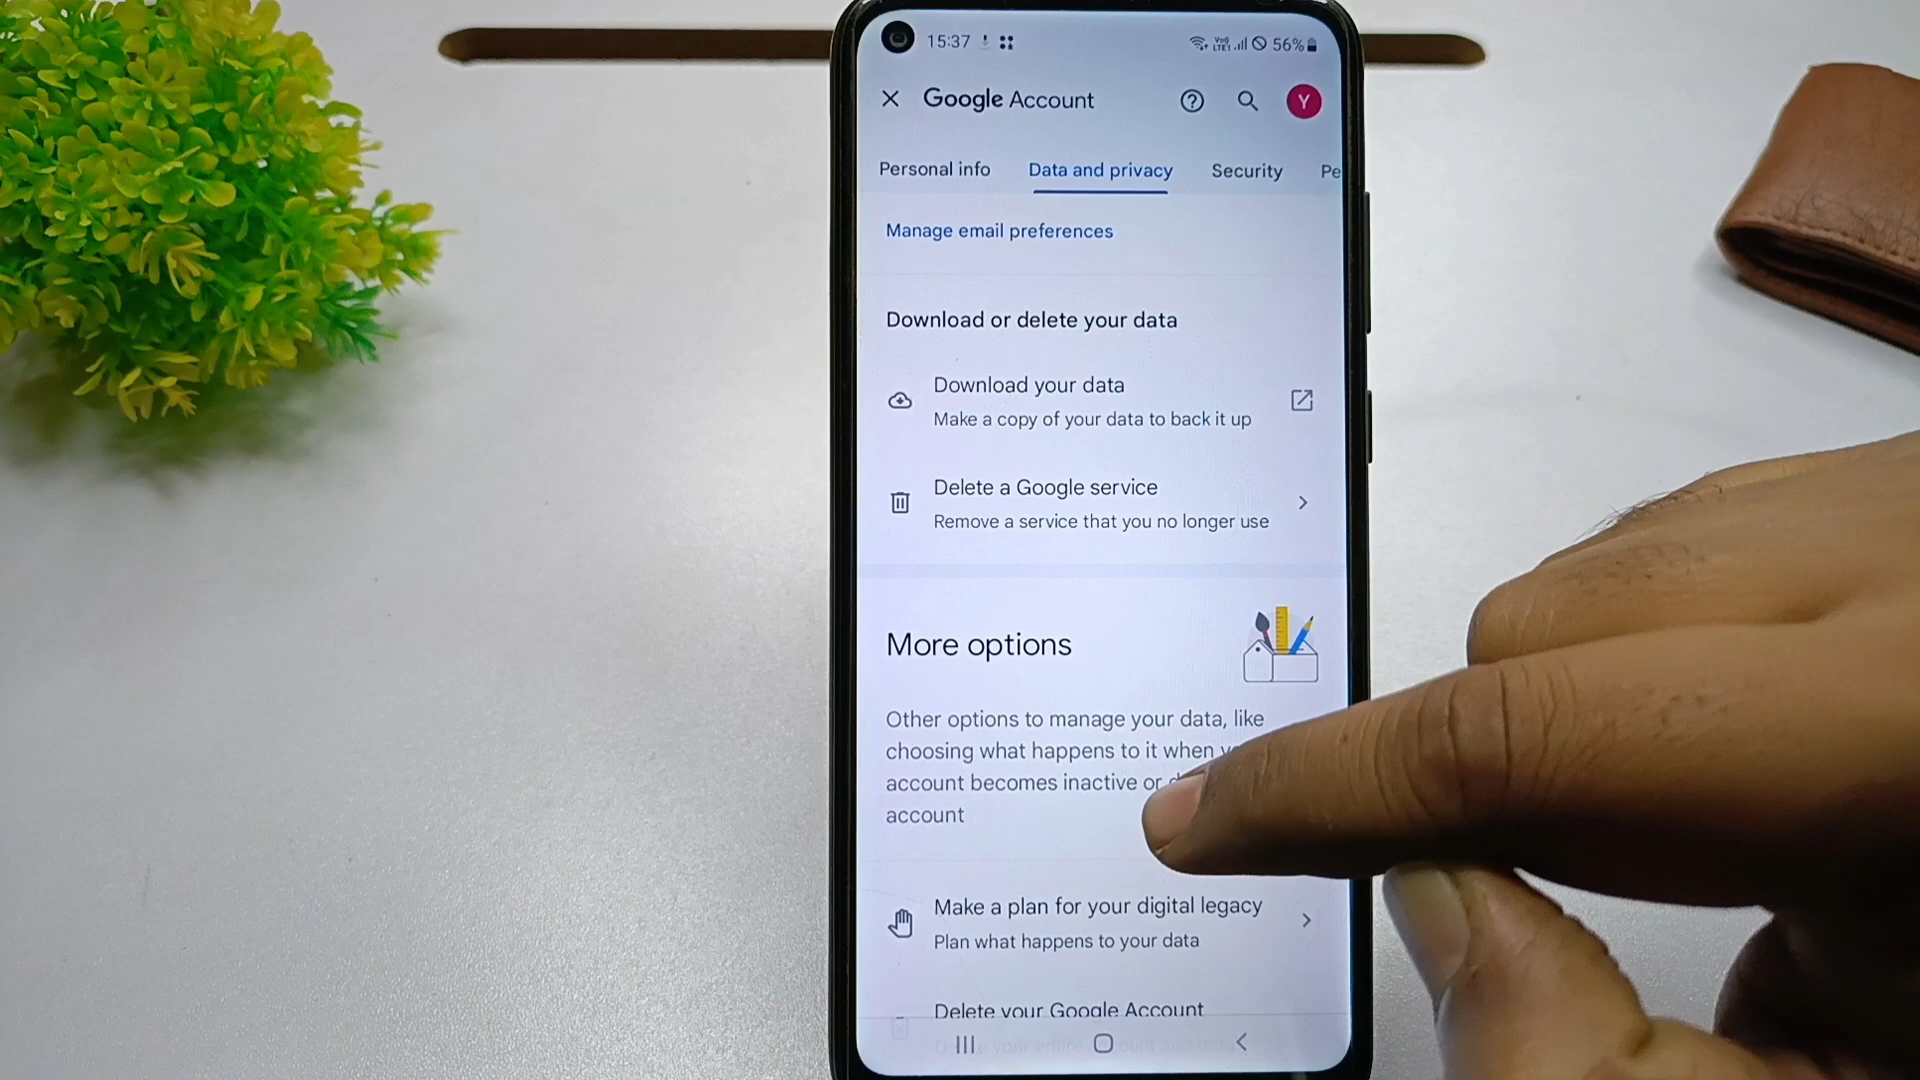 15:37
Vo)) LTE1 56%
Google Account
Y
Personal info Data and privacy Security Pe
Manage email preferences
Download or delete your data
Download your data
Make a copy of your data to back it up
Delete a Google service
Remove a service that you no longer use
More options
Other options to manage your data, like
choosing what happens to it when
account becomes inactive or
account
Make a plan for your digital legacy
Plan what happens to your data
Delete your Google Account